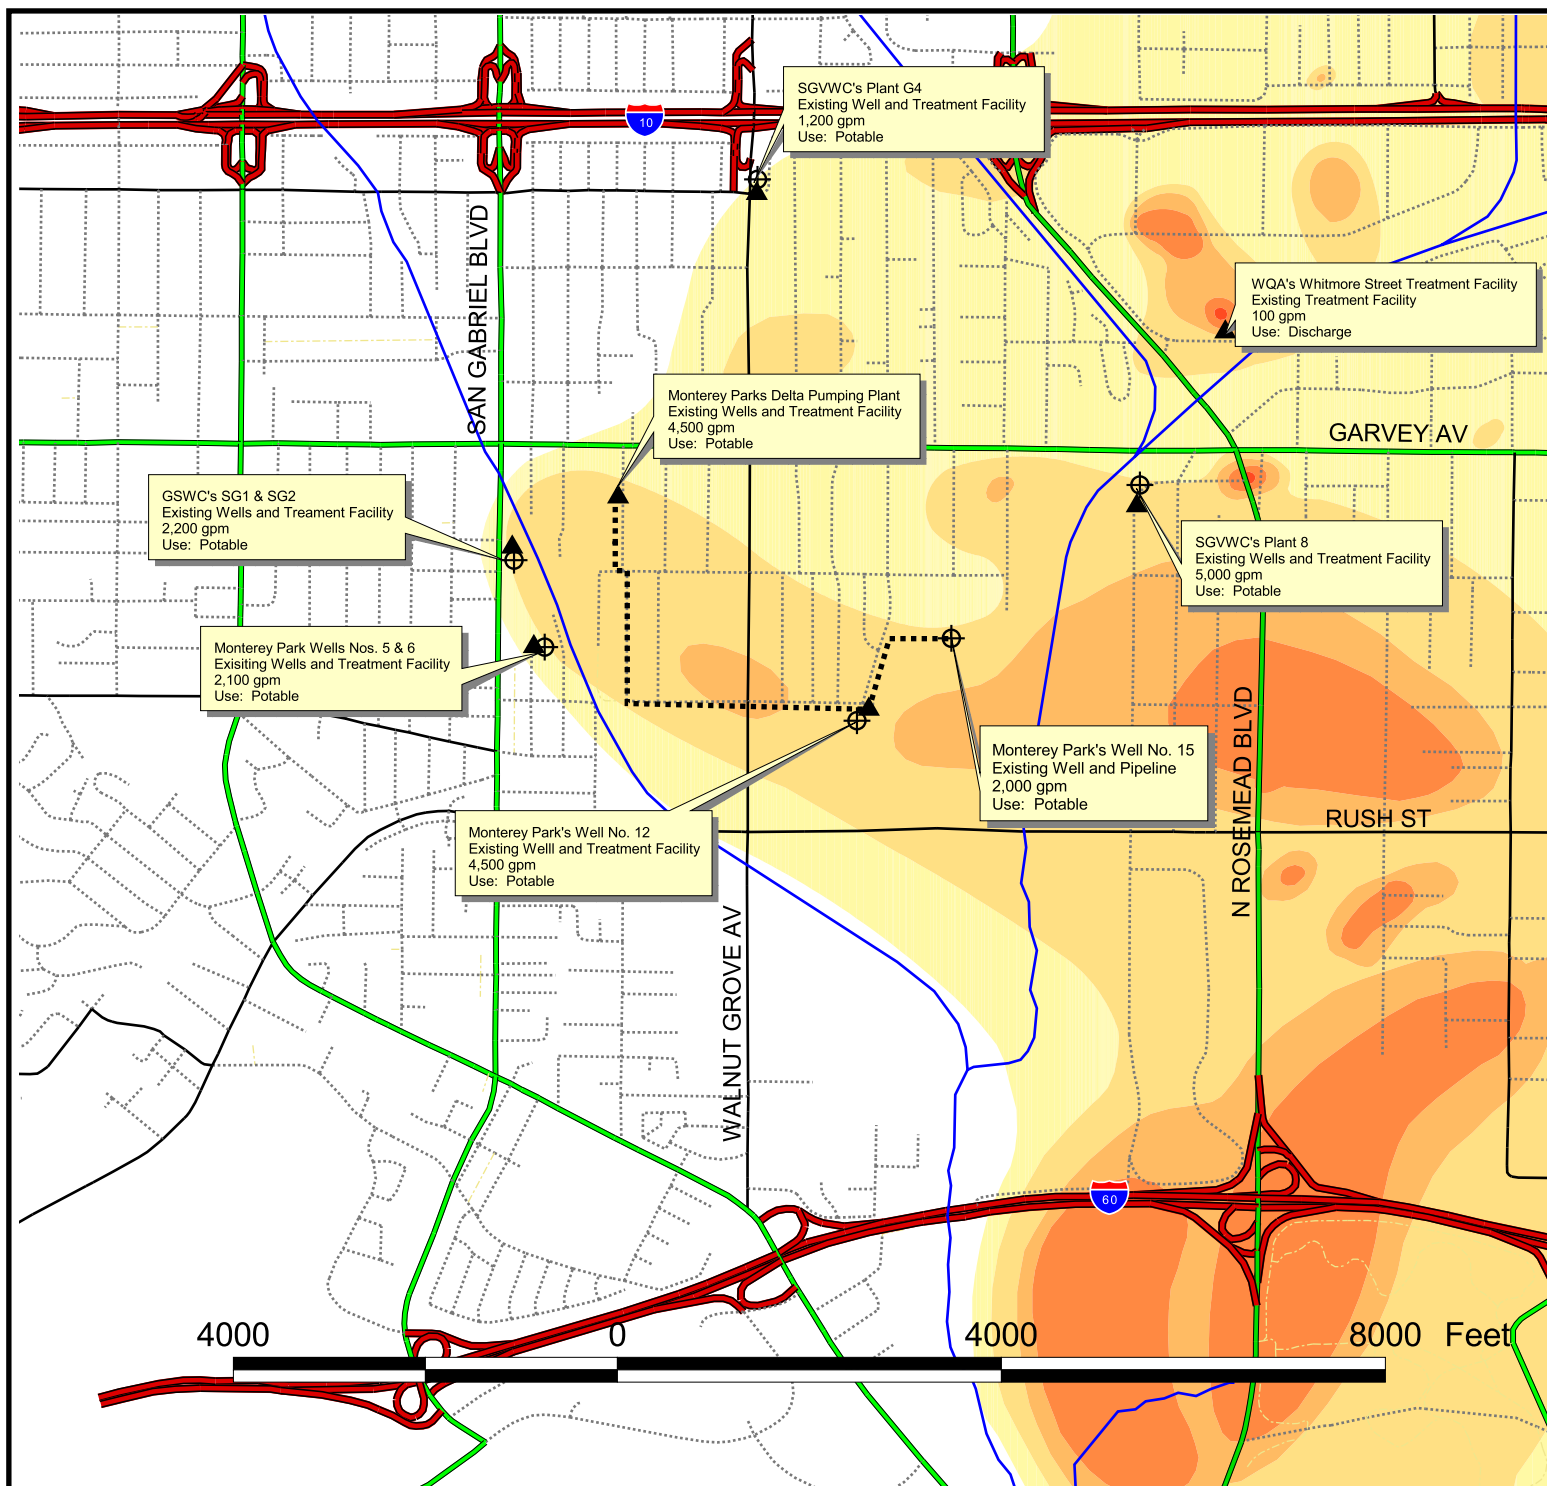 SGVWC's Plant G4
Existing Well and Treatment Facility
1,200 gpm
Use: Potable
10
SAN GABRIEL BLVD
WQA's Whitmore Street Treatment Facility
Existing Treatment Facility
100 gpm
Use: Discharge
Monterey Parks Delta Pumping Plant
Existing Wells and Treatment Facility
4,500 gpm
Use: Potable
GARVEY AV
GSWC's SG1 & SG2
Existing Wells and Treament Facility
2,200 gpm
Use: Potable
SGVWC's Plant 8
Existing Wells and Treatment Facility
5,000 gpm
Use: Potable
Monterey Park Wells Nos. 5 & 6
Exisiting Wells and Treatment Facility
2,100 gpm
Use: Potable
N ROSEMEAD BLVD
Monterey Park's Well No. 15
Existing Well and Pipeline
2,000 gpm
Use: Potable
RUSH ST
Monterey Park's Well No. 12
Existing Welll and Treatment Facility
4,500 gpm
Use: Potable
WALNUT GROVE AV
60
4000 0 4000 8000 Feet